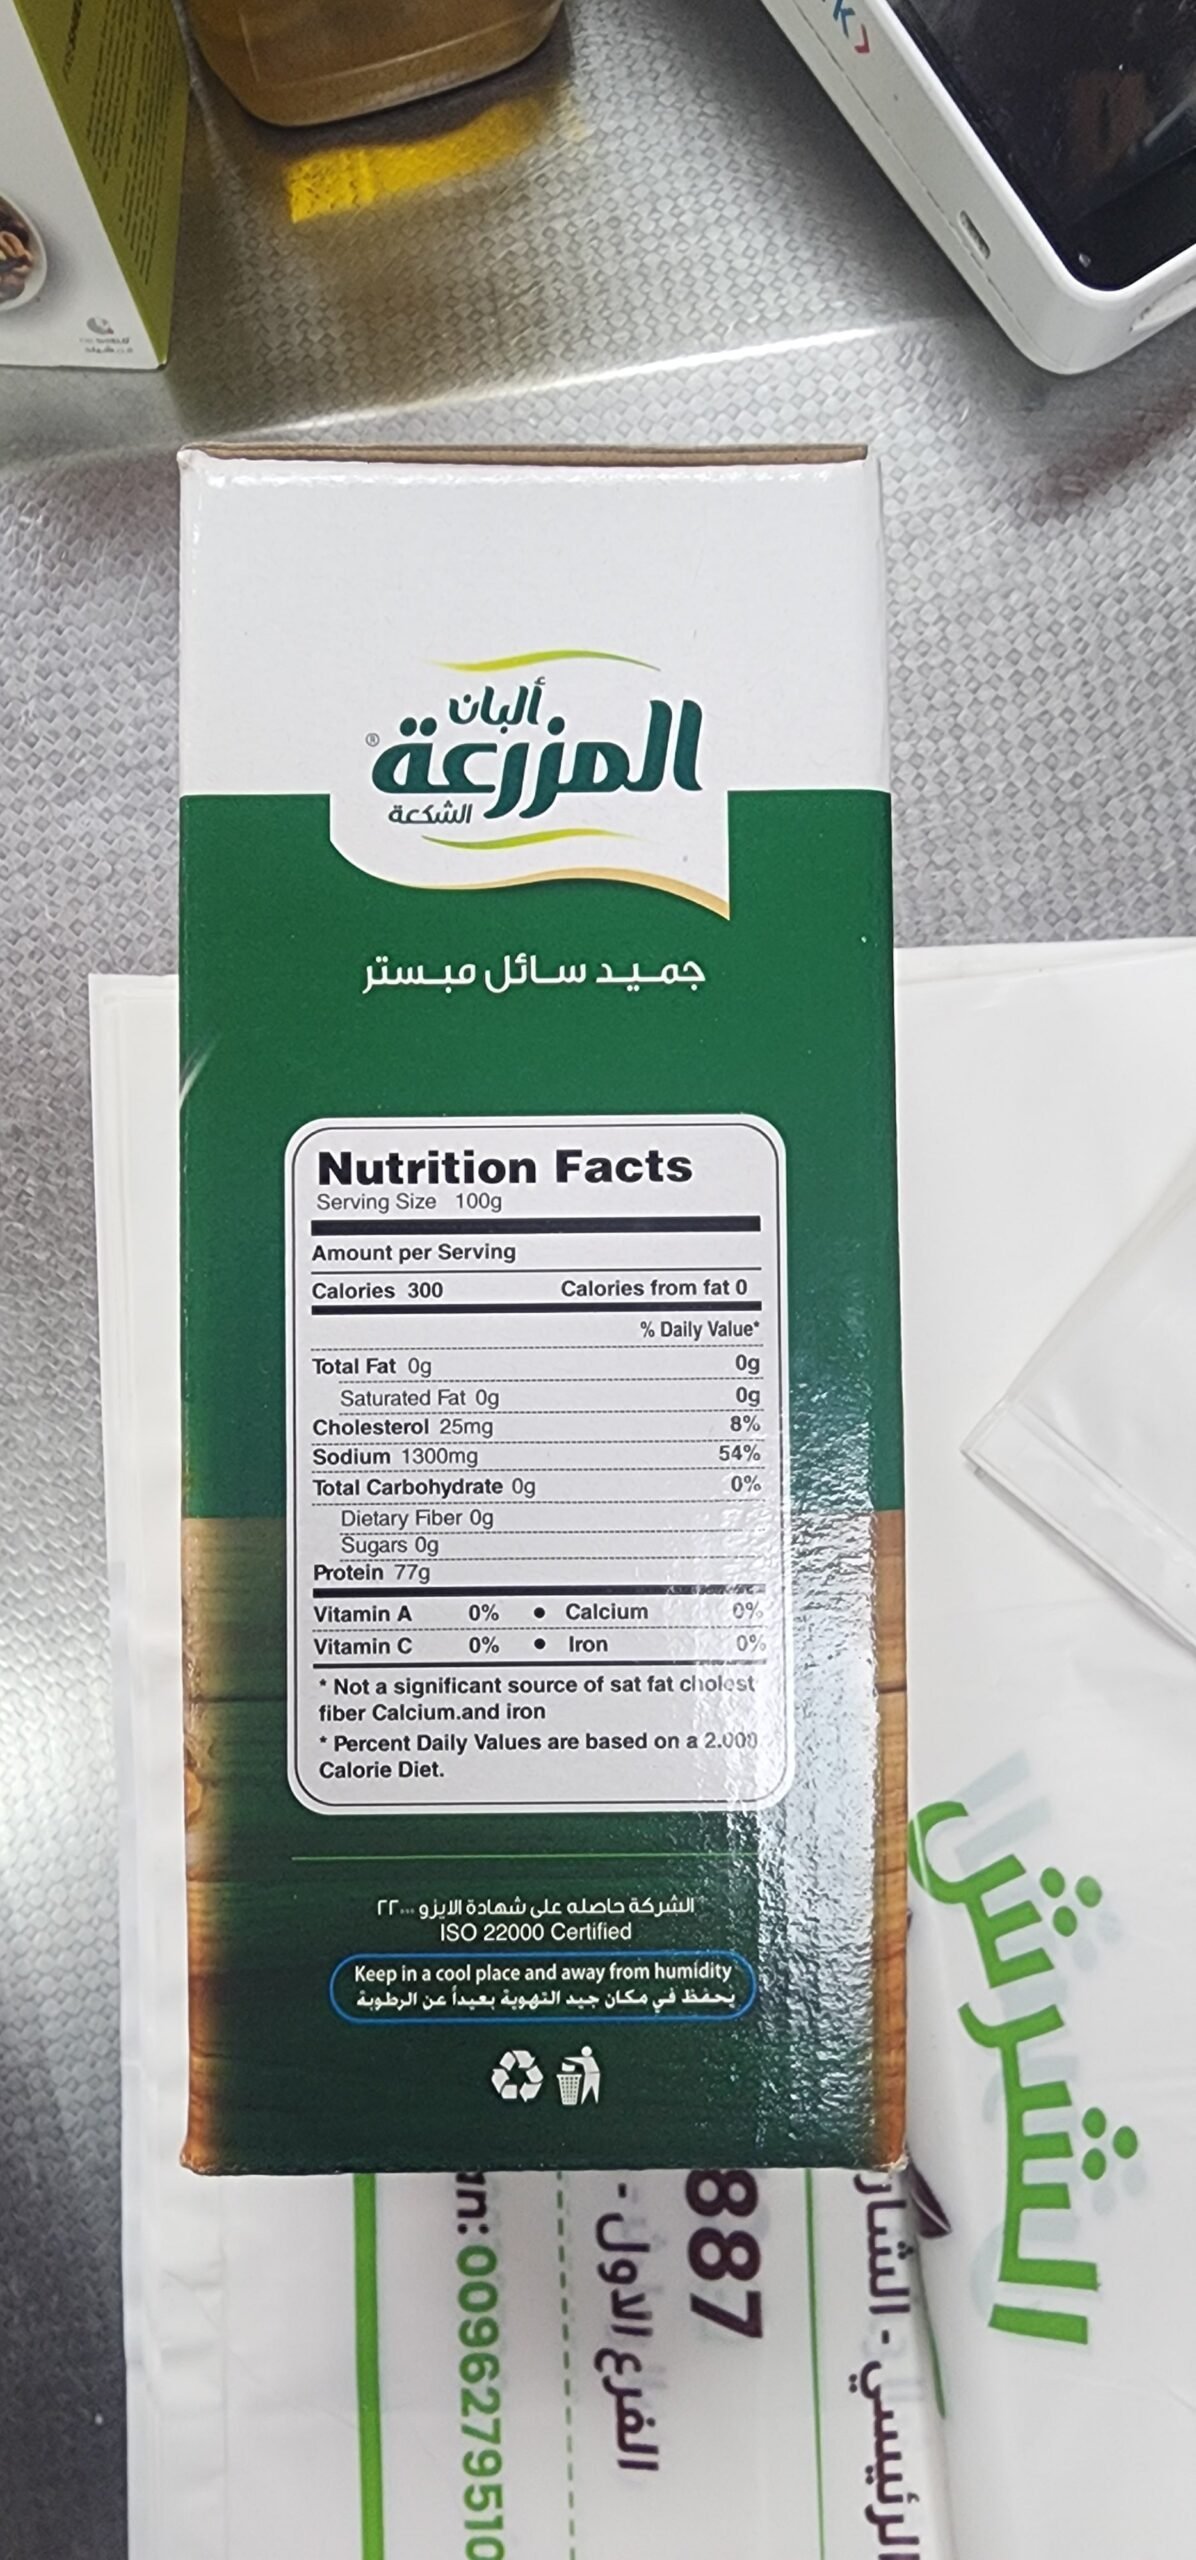 ألبان
المزرعة®
الشكعة
جميد سائل مبستر
Nutrition Facts
Serving Size 100g
Amount per Serving
Calories 300 Calories from fat 0
% Daily Value*
Total Fat 0g 0g
Saturated Fat 0g 0g
Cholesterol 25mg 8%
Sodium 1300mg 54%
Total Carbohydrate 0g 0%
Dietary Fiber 0g
Sugars 0g
Protein 77g
Vitamin A 0% • Calcium 0%
Vitamin C 0% • Iron 0%
* Not a significant source of sat fat cholest
fiber Calcium.and iron
* Percent Daily Values are based on a 2.000
Calorie Diet.
الشركة حاصله على شهادة الايزو ٢٢٠٠٠
ISO 22000 Certified
Keep in a cool place and away from humidity
يحفظ في مكان جيد التهوية بعيداً عن الرطوبة
الشرش
الرئيسي - الشار
887
الفرع الاول -
an: 0096279510